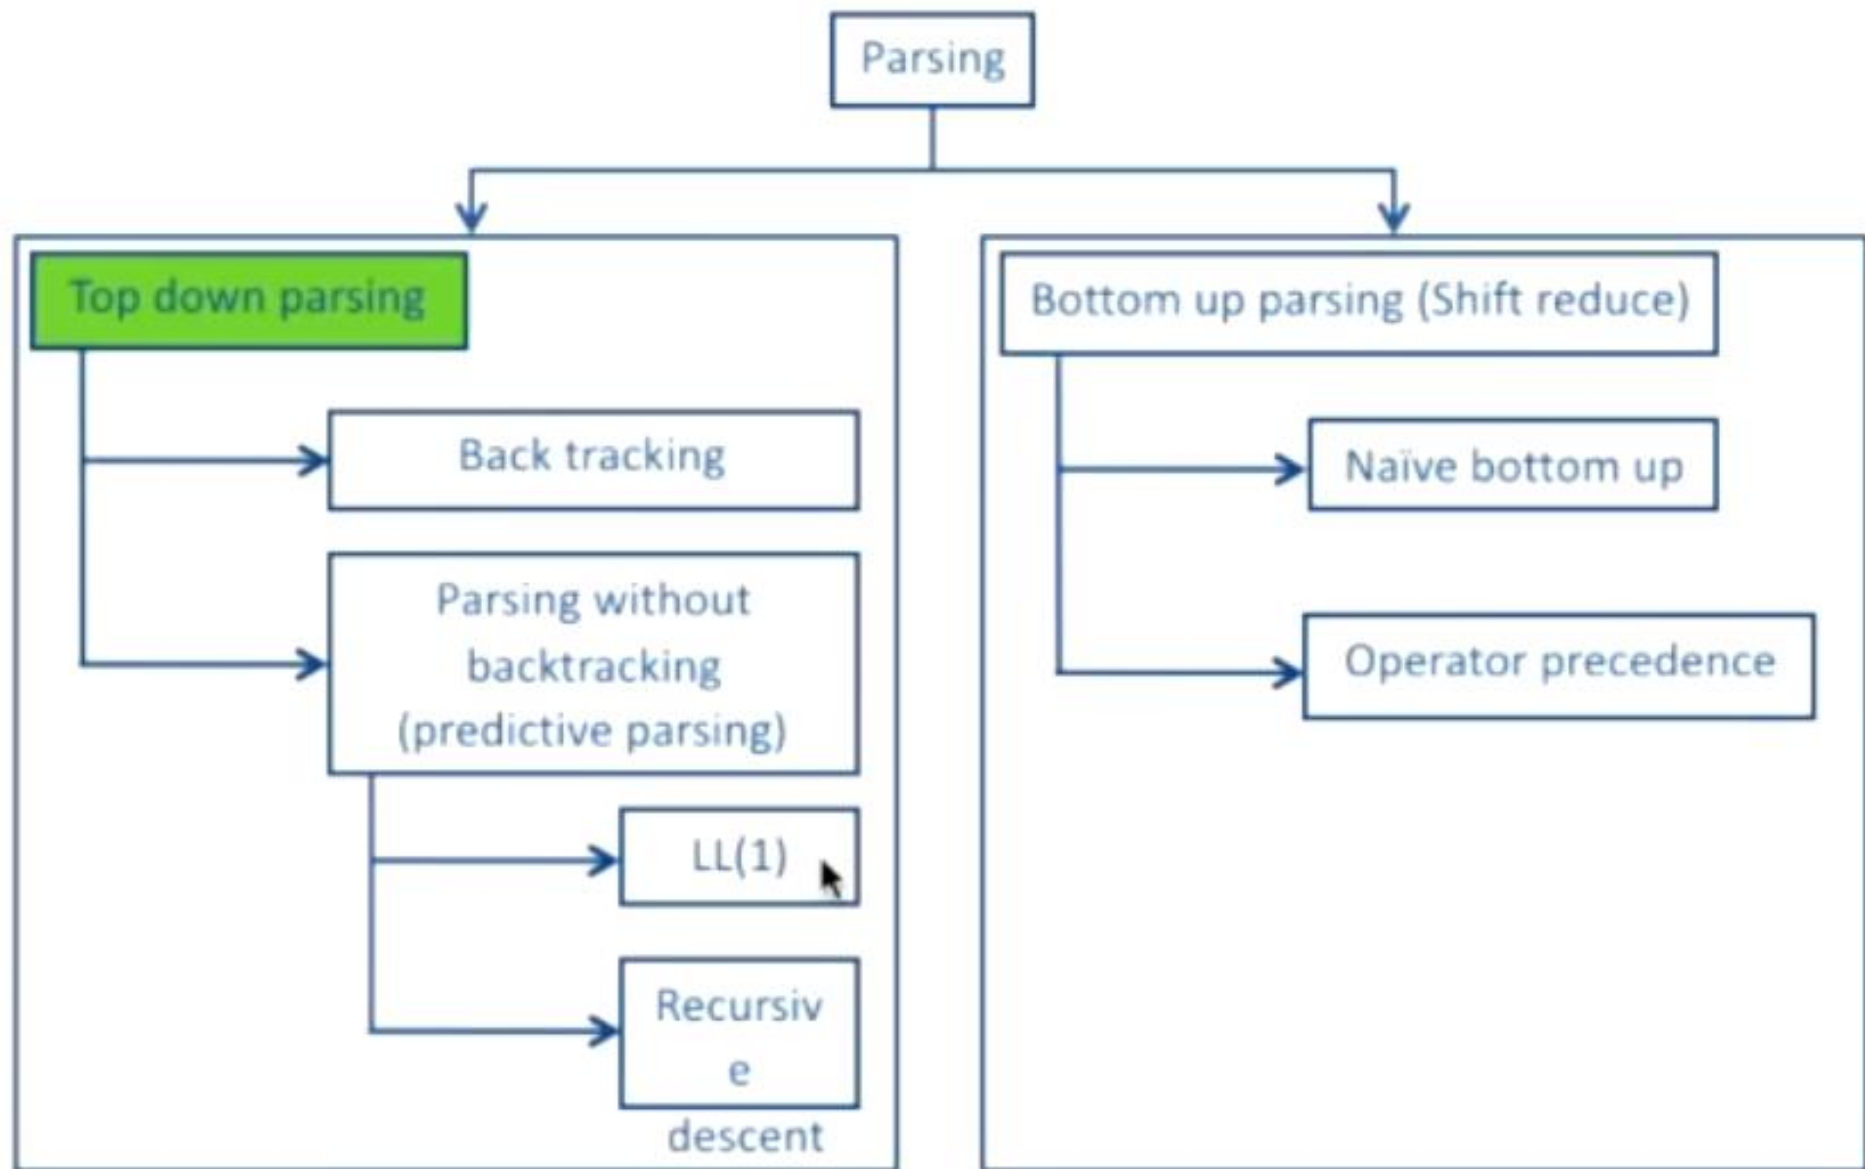 Parsing
Top down parsing
Back tracking
Parsing without
backtracking
(predictive parsing)
LL(1)
Recursiv
e
descent
Bottom up parsing (Shift reduce)
Naïve bottom up
Operator precedence